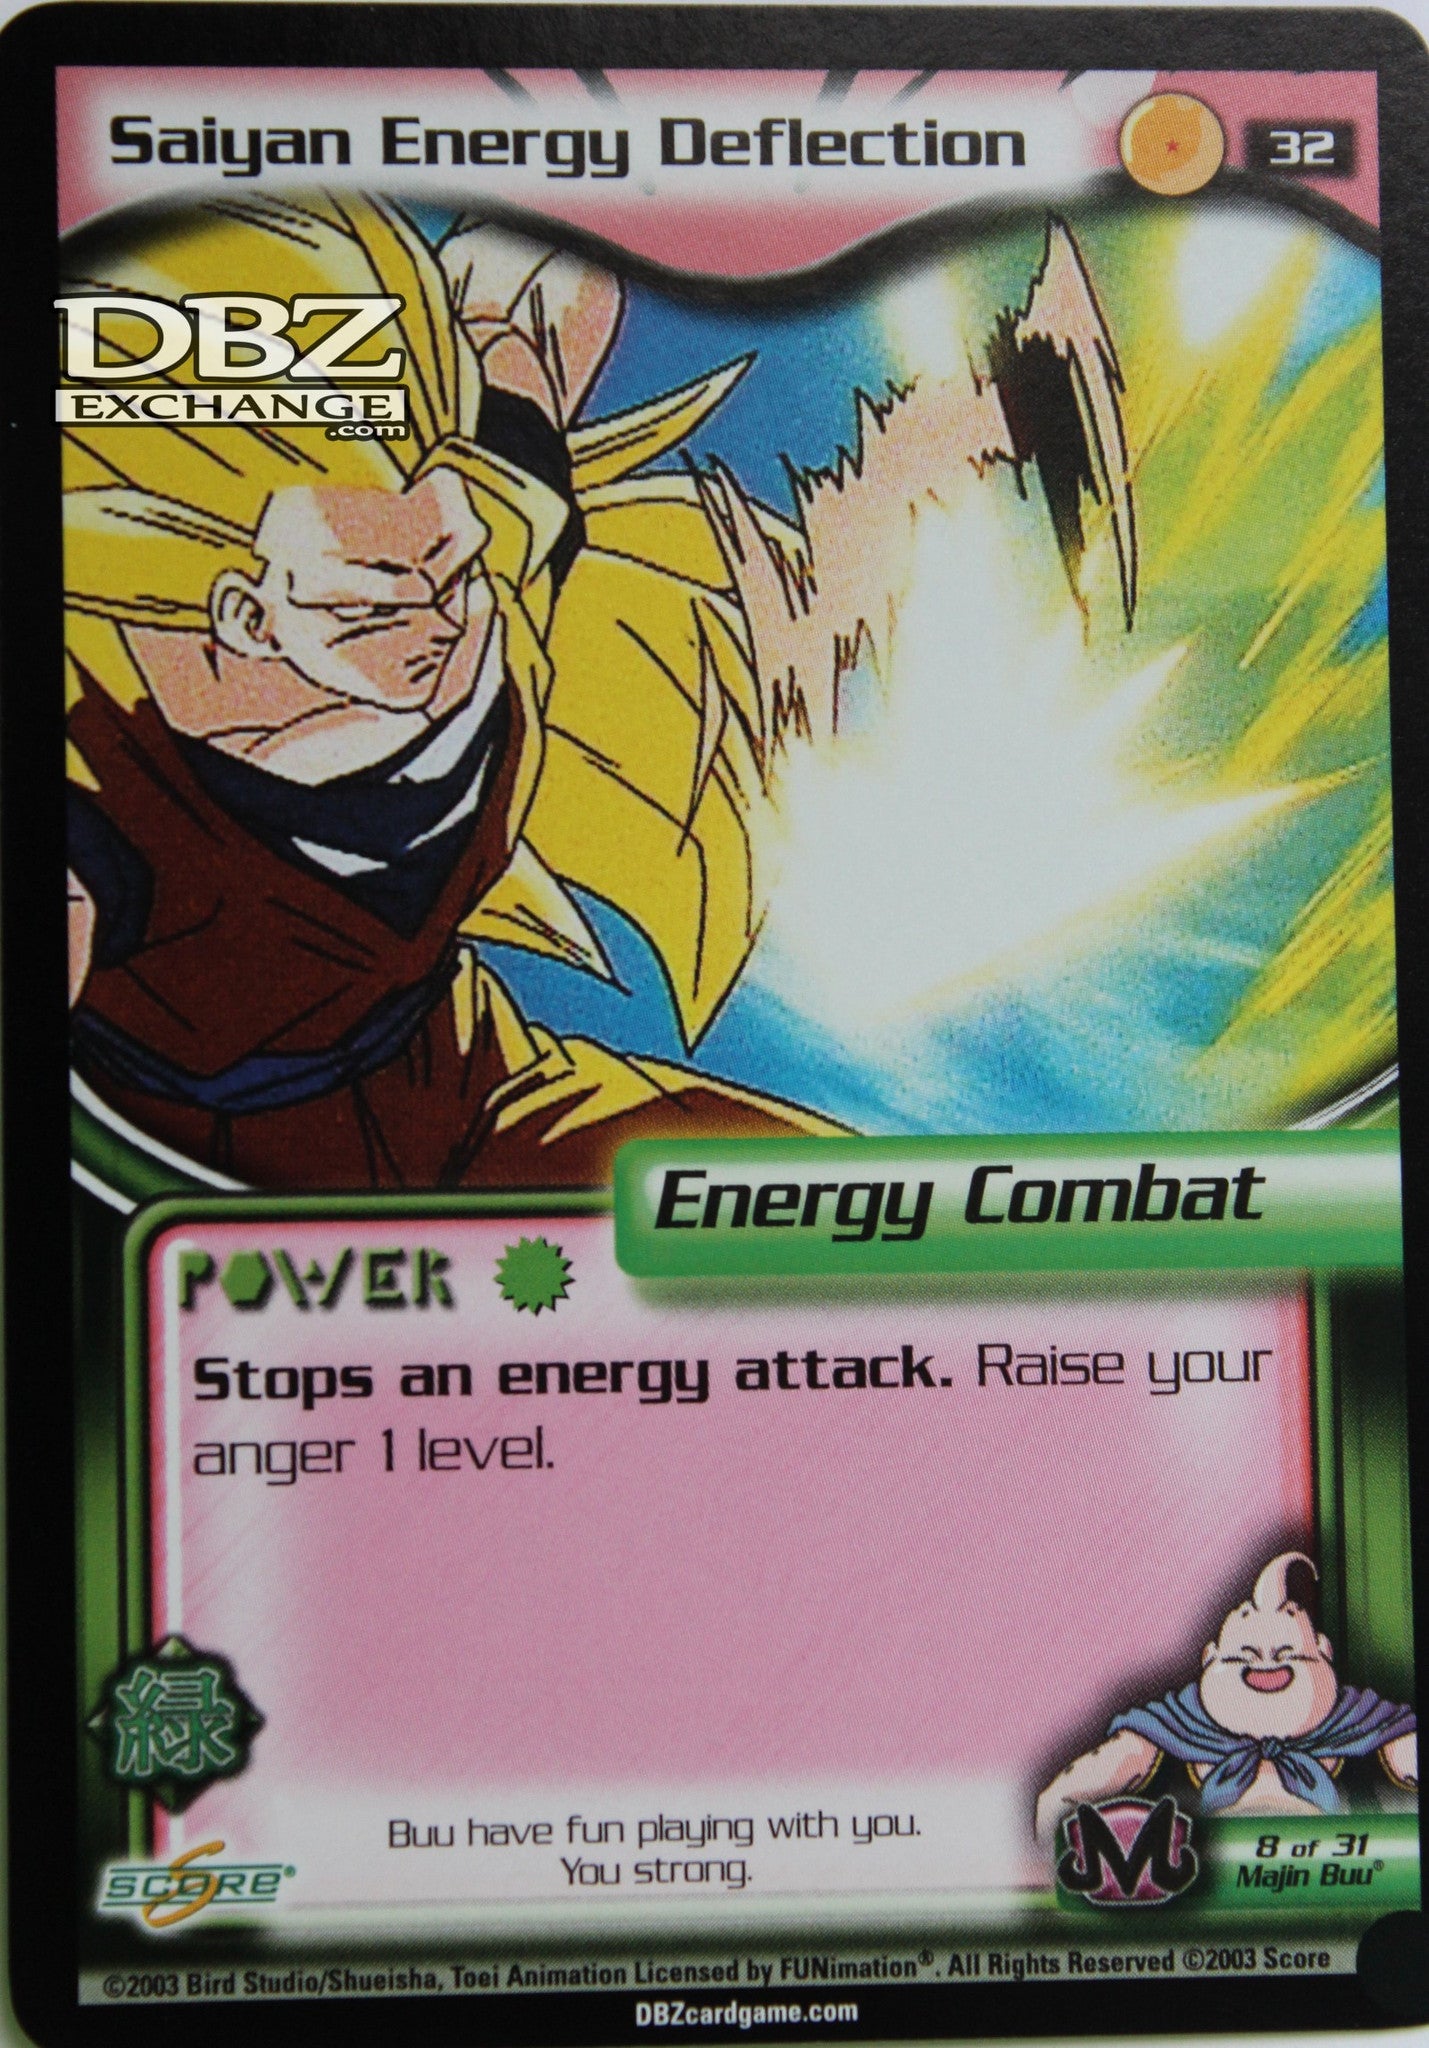 Saiyan Energy Deflection
32
DBZ
EXCHANGE
.com
Energy Combat
POWER
Stops an energy attack. Raise your
anger 1 level.
緑
Buu have fun playing with you.
You strong.
SCORE®
M
8 of 31
Majin Buu®
©2003 Bird Studio/Shueisha, Toei Animation Licensed by FUNimation®. All Rights Reserved ©2003 Score
DBZcardgame.com